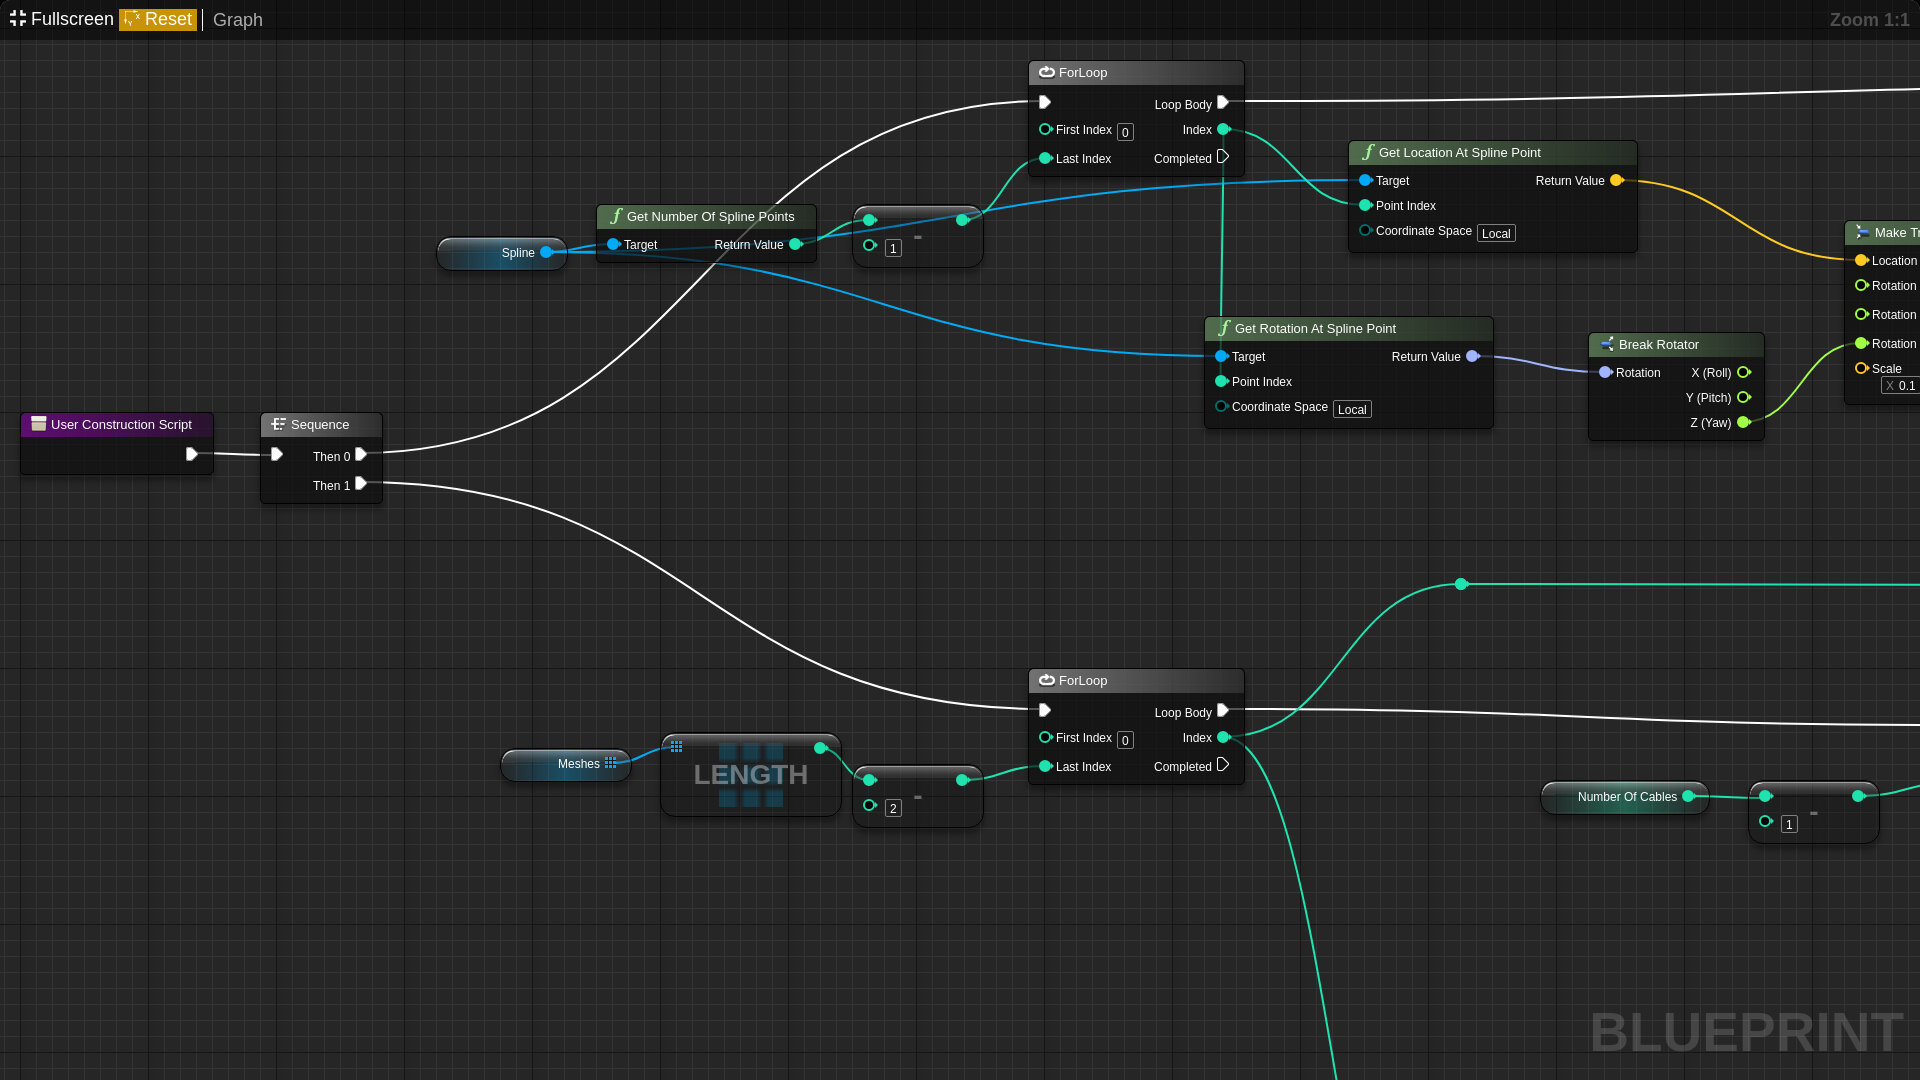 Fullscreen Reset Graph Zoom 1:1
ForLoop
Loop Body
First Index 0 Index
Last Index Completed
Get Location At Spline Point
Target Return Value
Point Index
Coordinate Space Local
Get Number Of Spline Points
Target Return Value
Spline
-
1
Make Tr
Location
Rotation
Rotation
Rotation
Scale
X 0.1
Get Rotation At Spline Point
Target Return Value
Point Index
Coordinate Space Local
Break Rotator
Rotation X (Roll)
Y (Pitch)
Z (Yaw)
User Construction Script
Sequence
Then 0
Then 1
ForLoop
Loop Body
First Index 0 Index
Last Index Completed
Meshes
LENGTH
-
2
Number Of Cables
-
1
BLUEPRINT